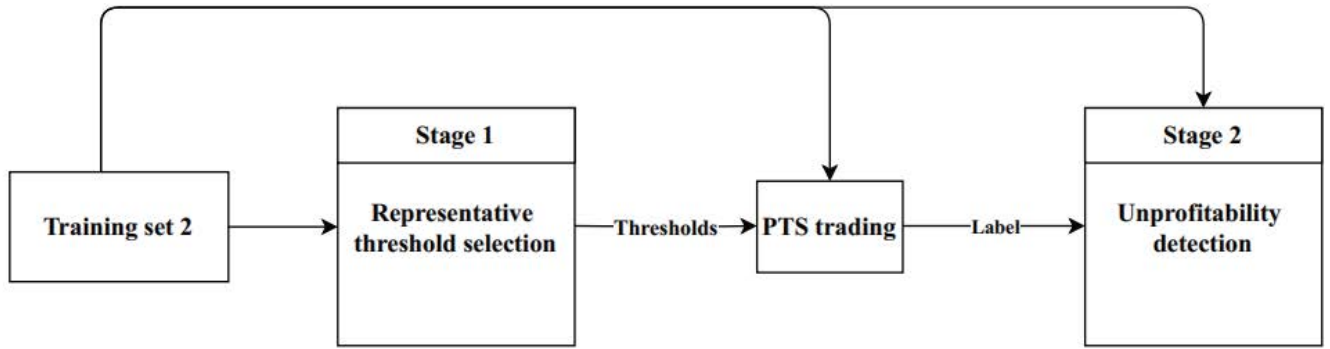 Stage 1
Stage 2
Training set 2
Representative
threshold selection
Thresholds
PTS trading
Label
Unprofitability
detection